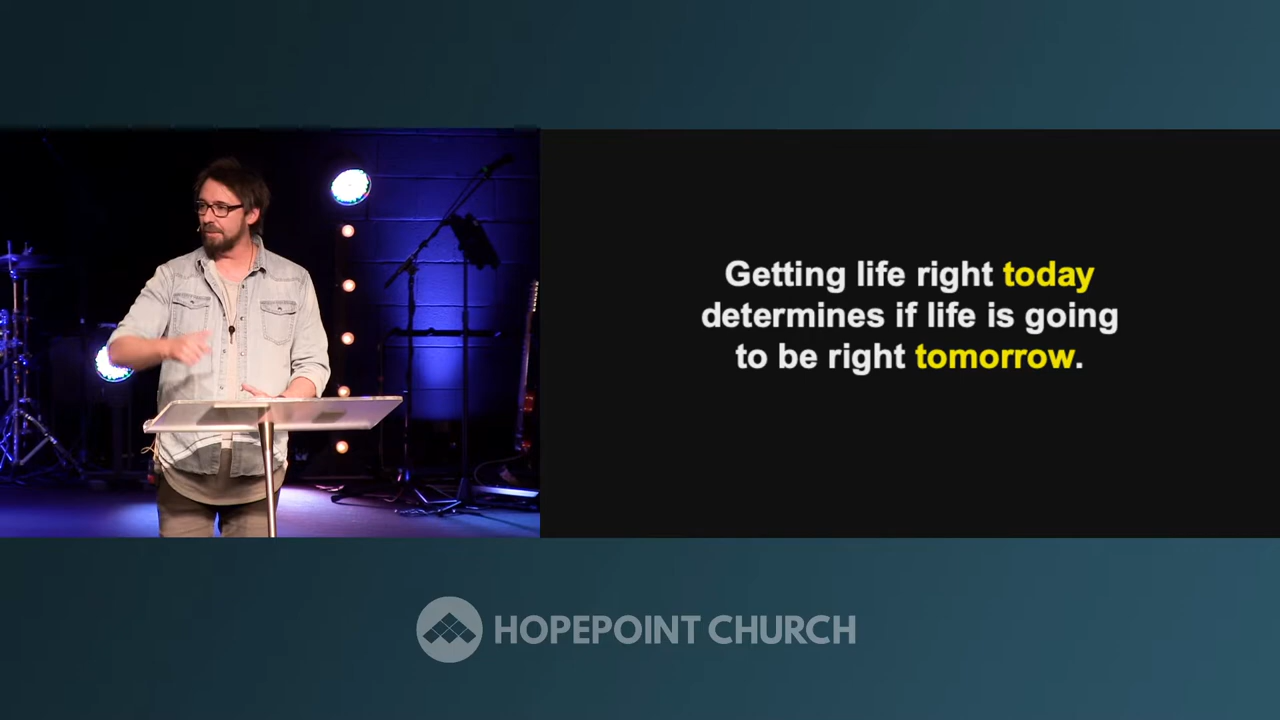 Getting life right today
determines if life is going
to be right tomorrow.
HOPEPOINT CHURCH